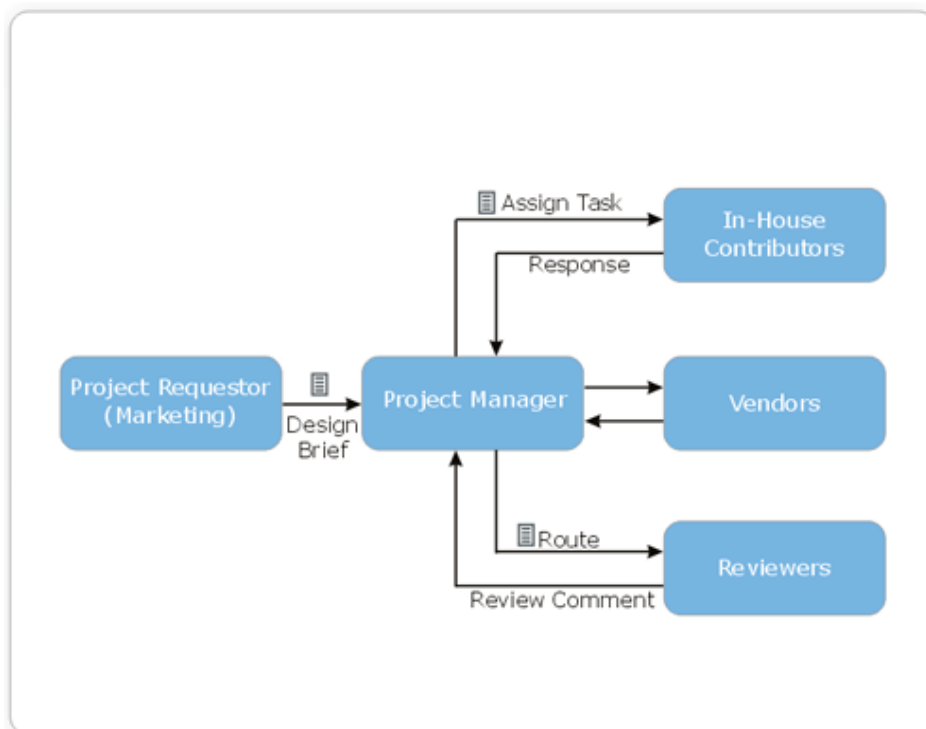 Assign Task
In-House
Contributors
Response
Project Requestor
(Marketing)
Design
Brief
Project Manager
Vendors
Route
Reviewers
Review Comment